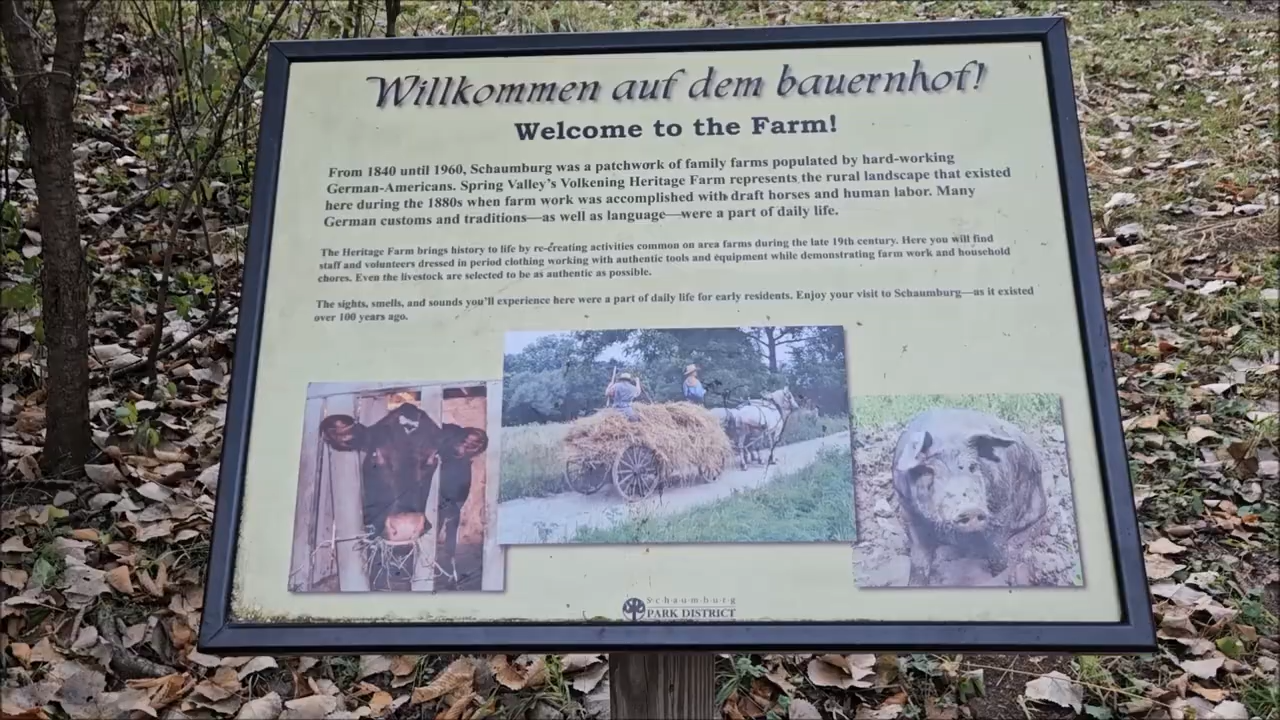 Willkommen auf dem bauernhof!
Welcome to the Farm!
From 1840 until 1960, Schaumburg was a patchwork of family farms populated by hard-working
German-Americans. Spring Valley's Volkening Heritage Farm represents the rural landscape that existed
here during the 1880s when farm work was accomplished with draft horses and human labor. Many
German customs and traditions—as well as language—were a part of daily life.
The Heritage Farm brings history to life by re-creating activities common on area farms during the late 19th century. Here you will find
staff and volunteers dressed in period clothing working with authentic tools and equipment while demonstrating farm work and household
chores. Even the livestock are selected to be as authentic as possible.
The sights, smells, and sounds you'll experience here were a part of daily life for early residents. Enjoy your visit to Schaumburg—as it existed
over 100 years ago.
Schaumburg
PARK DISTRICT